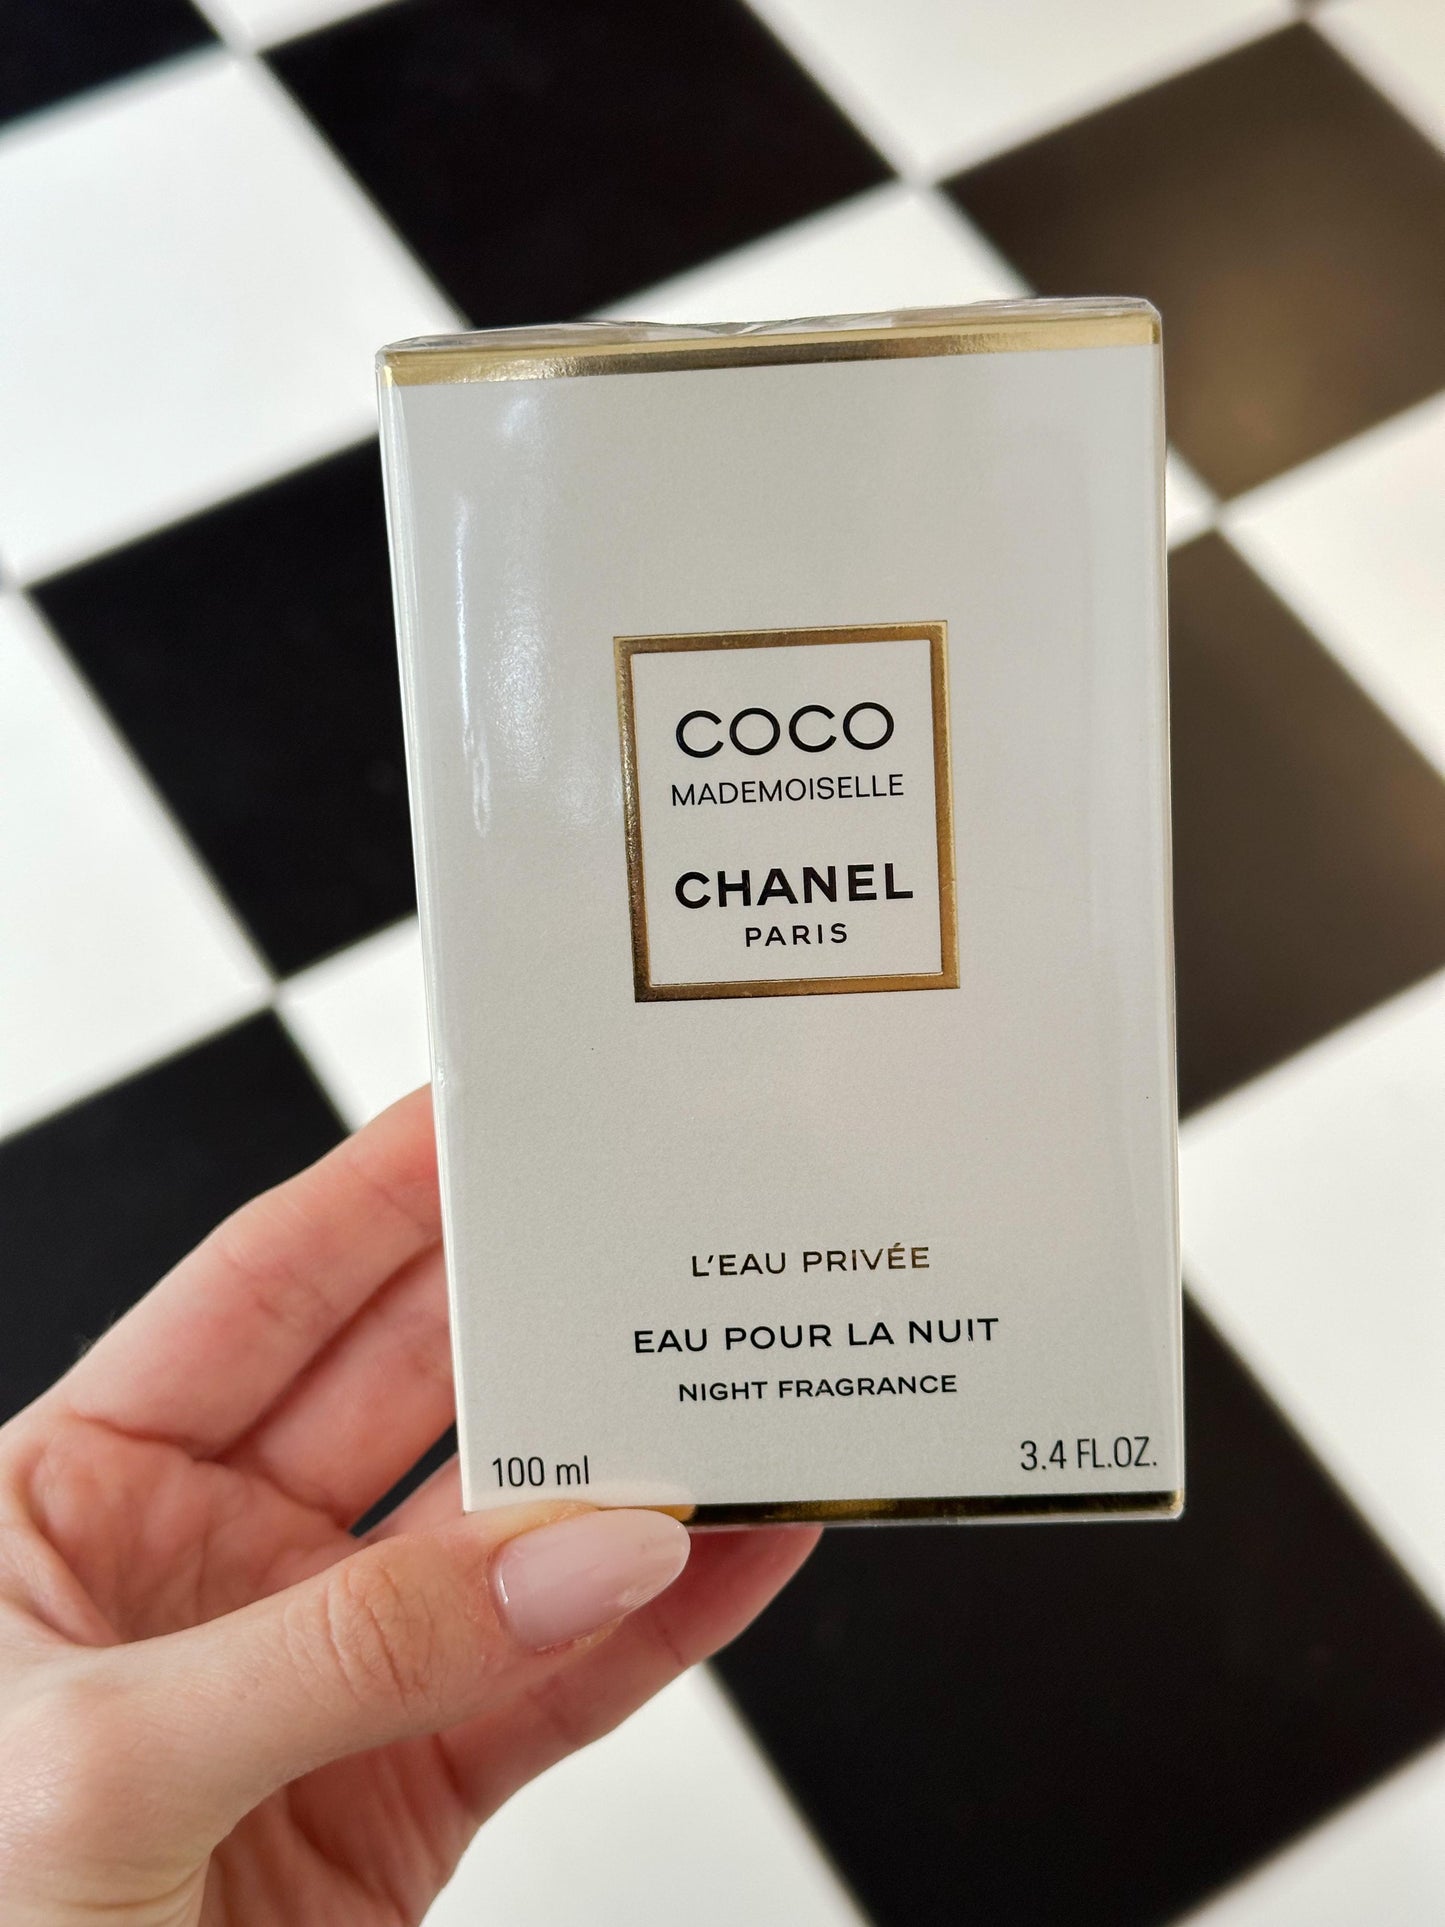 COCO
MADEMOISELLE
CHANEL
PARIS
L'EAU PRIVÉE
EAU POUR LA NUIT
NIGHT FRAGRANCE
100 ml 3.4 FL.OZ.